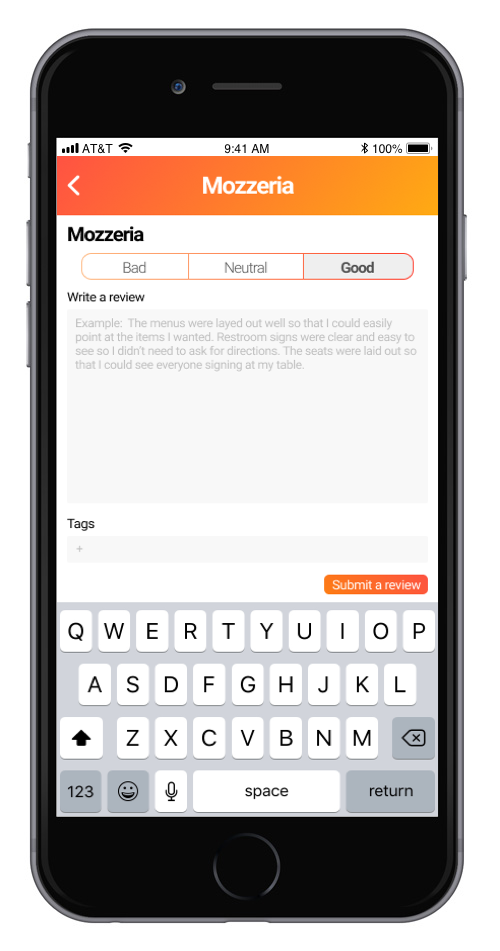 AT&T 9:41 AM 100%
Mozzeria
Mozzeria
Bad Neutral Good
Write a review
Example: The menus were layed out well so that I could easily
point at the items I wanted. Restroom signs were clear and easy to
see so I didn't need to ask for directions. The seats were laid out so
that I could see everyone signing at my table.
Tags
+
Submit a review
Q W E R T Y U I O P
A S D F G H J K L
Z X C V B N M
123 space return